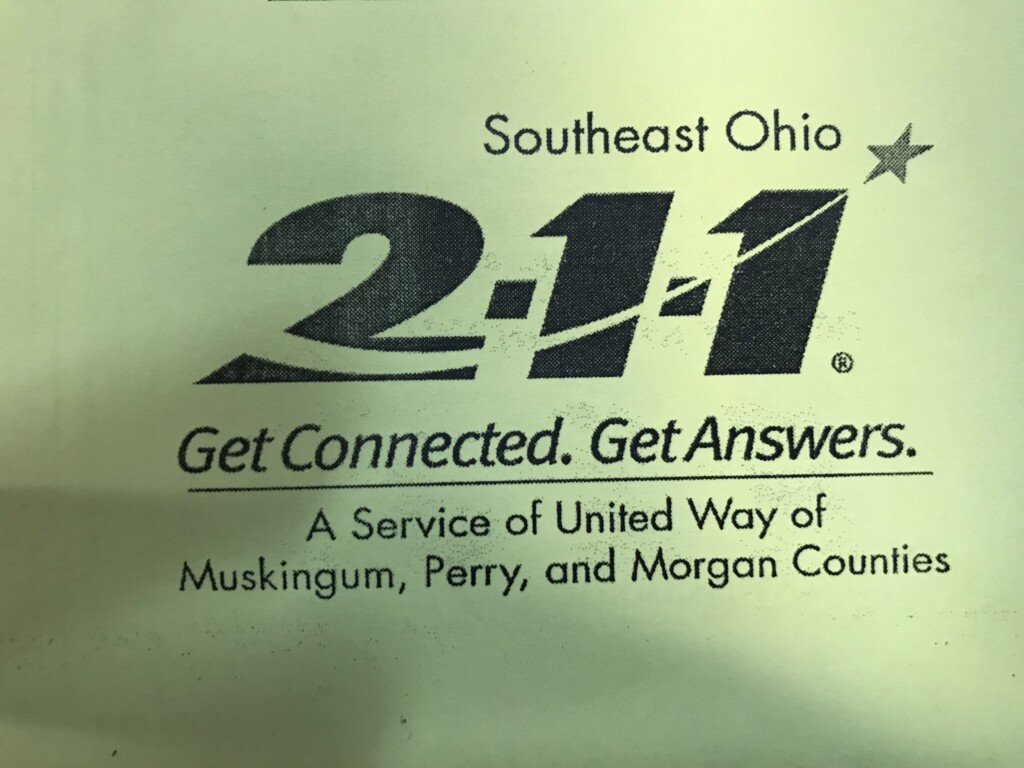 Southeast Ohio
2-1-1®
Get Connected. Get Answers.
A Service of United Way of
Muskingum, Perry, and Morgan Counties